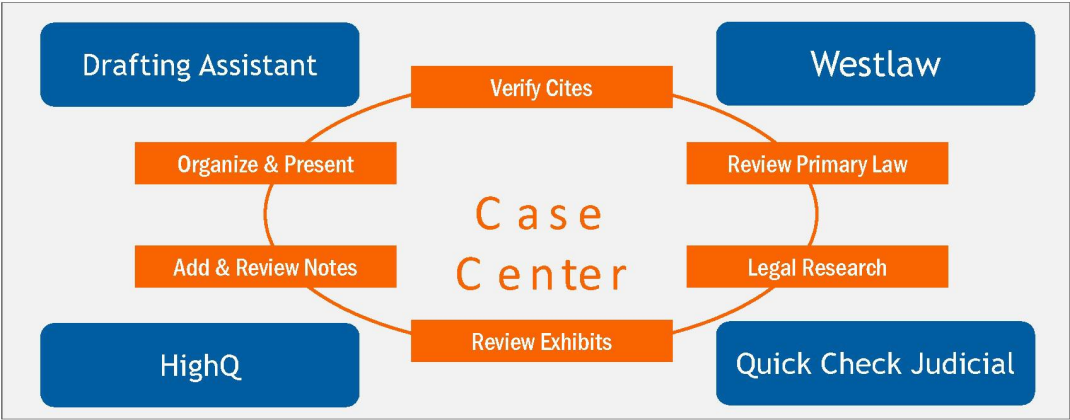 Drafting Assistant
Westlaw
Verify Cites
Organize & Present
Review Primary Law
Case
Center
Add & Review Notes
Legal Research
Review Exhibits
HighQ
Quick Check Judicial